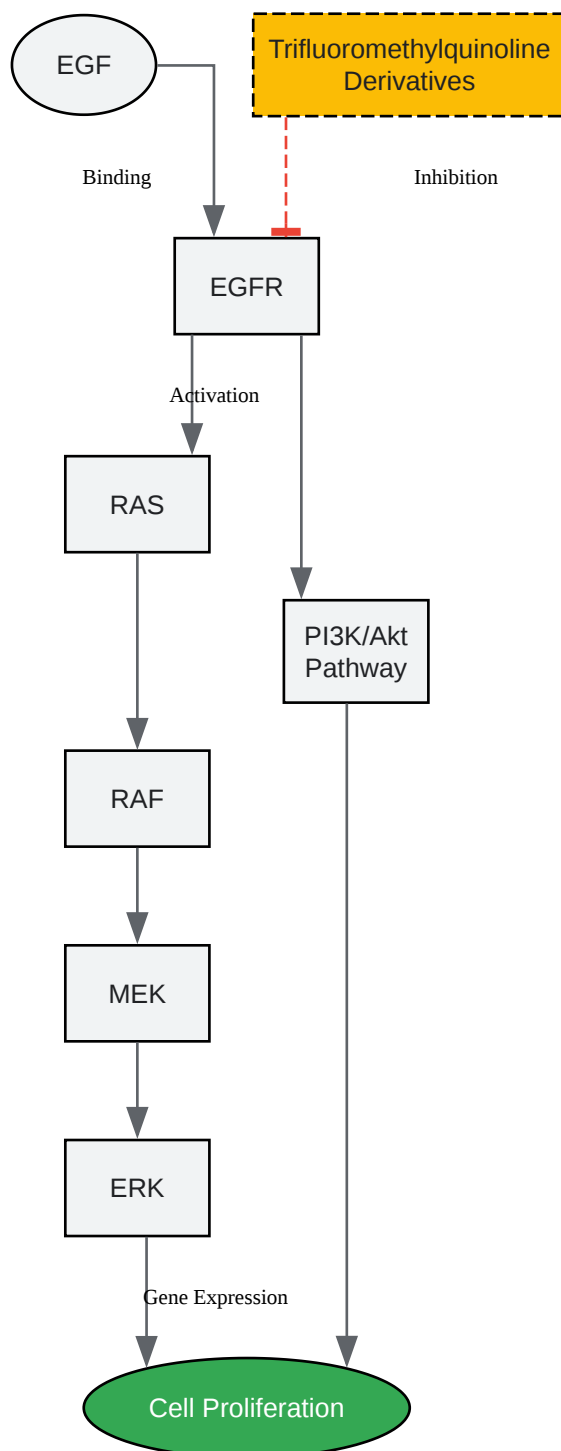 EGF
Trifluoromethylquinoline
Derivatives
Binding
Inhibition
EGFR
Activation
RAS
PI3K/Akt
Pathway
RAF
MEK
ERK
Gene Expression
Cell Proliferation